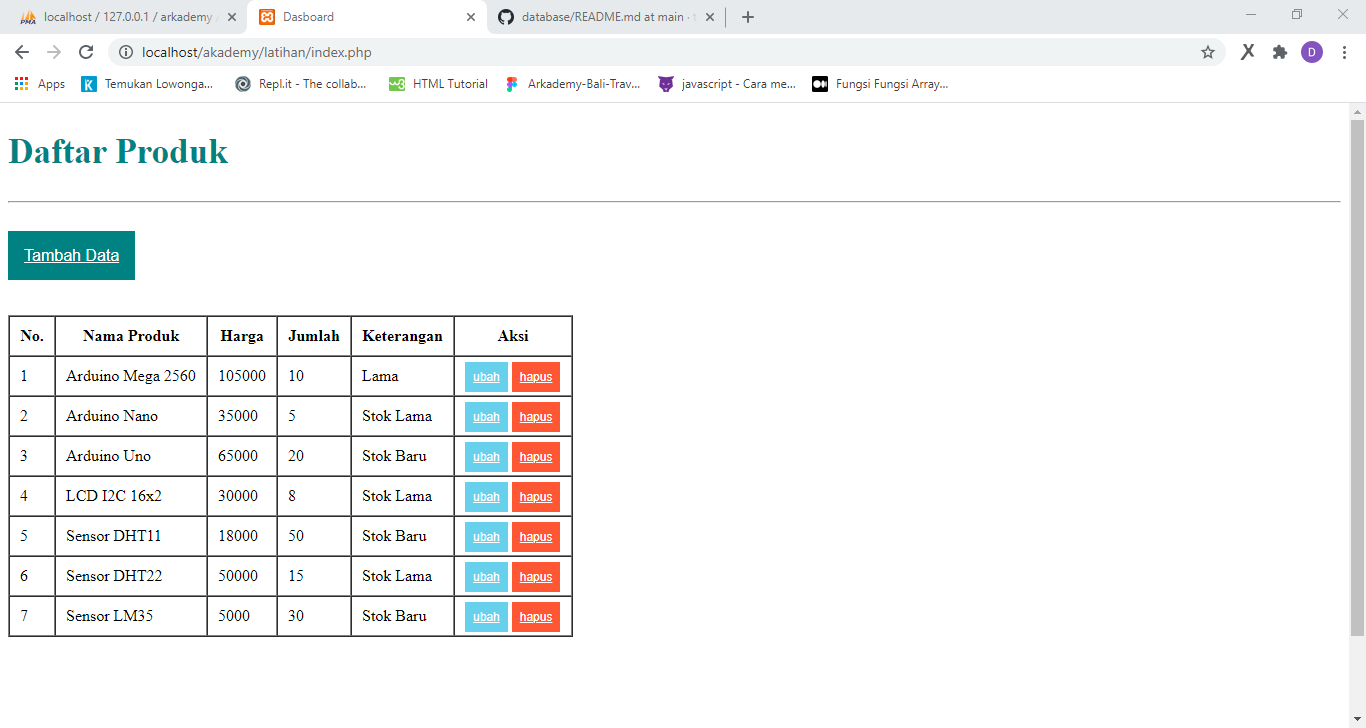 localhost / 127.0.0.1 / arkademy
Dasboard
database/README.md at main ·
localhost/akademy/latihan/index.php
D
Apps
Temukan Lowonga...
Repl.it - The collab...
HTML Tutorial
Arkademy-Bali-Trav...
javascript - Cara me...
Fungsi Fungsi Array...
Daftar Produk
Tambah Data
No. Nama Produk Harga Jumlah Keterangan Aksi
1 Arduino Mega 2560 105000 10 Lama ubah hapus
2 Arduino Nano 35000 5 Stok Lama ubah hapus
3 Arduino Uno 65000 20 Stok Baru ubah hapus
4 LCD I2C 16x2 30000 8 Stok Lama ubah hapus
5 Sensor DHT11 18000 50 Stok Baru ubah hapus
6 Sensor DHT22 50000 15 Stok Lama ubah hapus
7 Sensor LM35 5000 30 Stok Baru ubah hapus